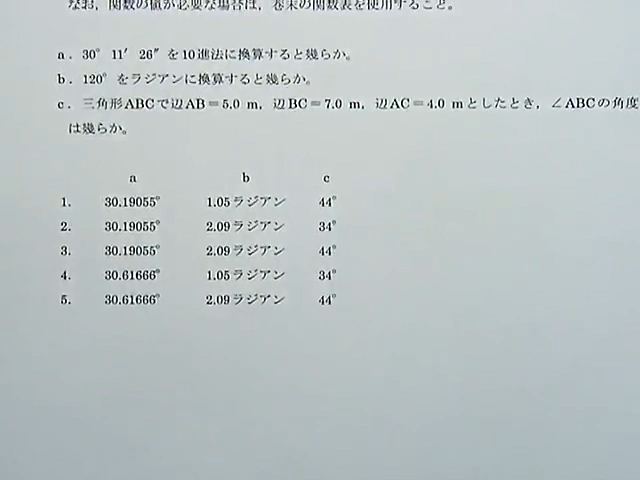 なお，関数の値が必要な場合は，巻末の関数表を使用すること。
a．30° 11′ 26″ を10進法に換算すると幾らか。
b．120° をラジアンに換算すると幾らか。
c．三角形ABCで辺AB＝5.0 m，辺BC＝7.0 m，辺AC＝4.0 mとしたとき，∠ABCの角度
は幾らか。
a b c
1. 30.19055° 1.05ラジアン 44°
2. 30.19055° 2.09ラジアン 34°
3. 30.19055° 2.09ラジアン 44°
4. 30.61666° 1.05ラジアン 34°
5. 30.61666° 2.09ラジアン 44°